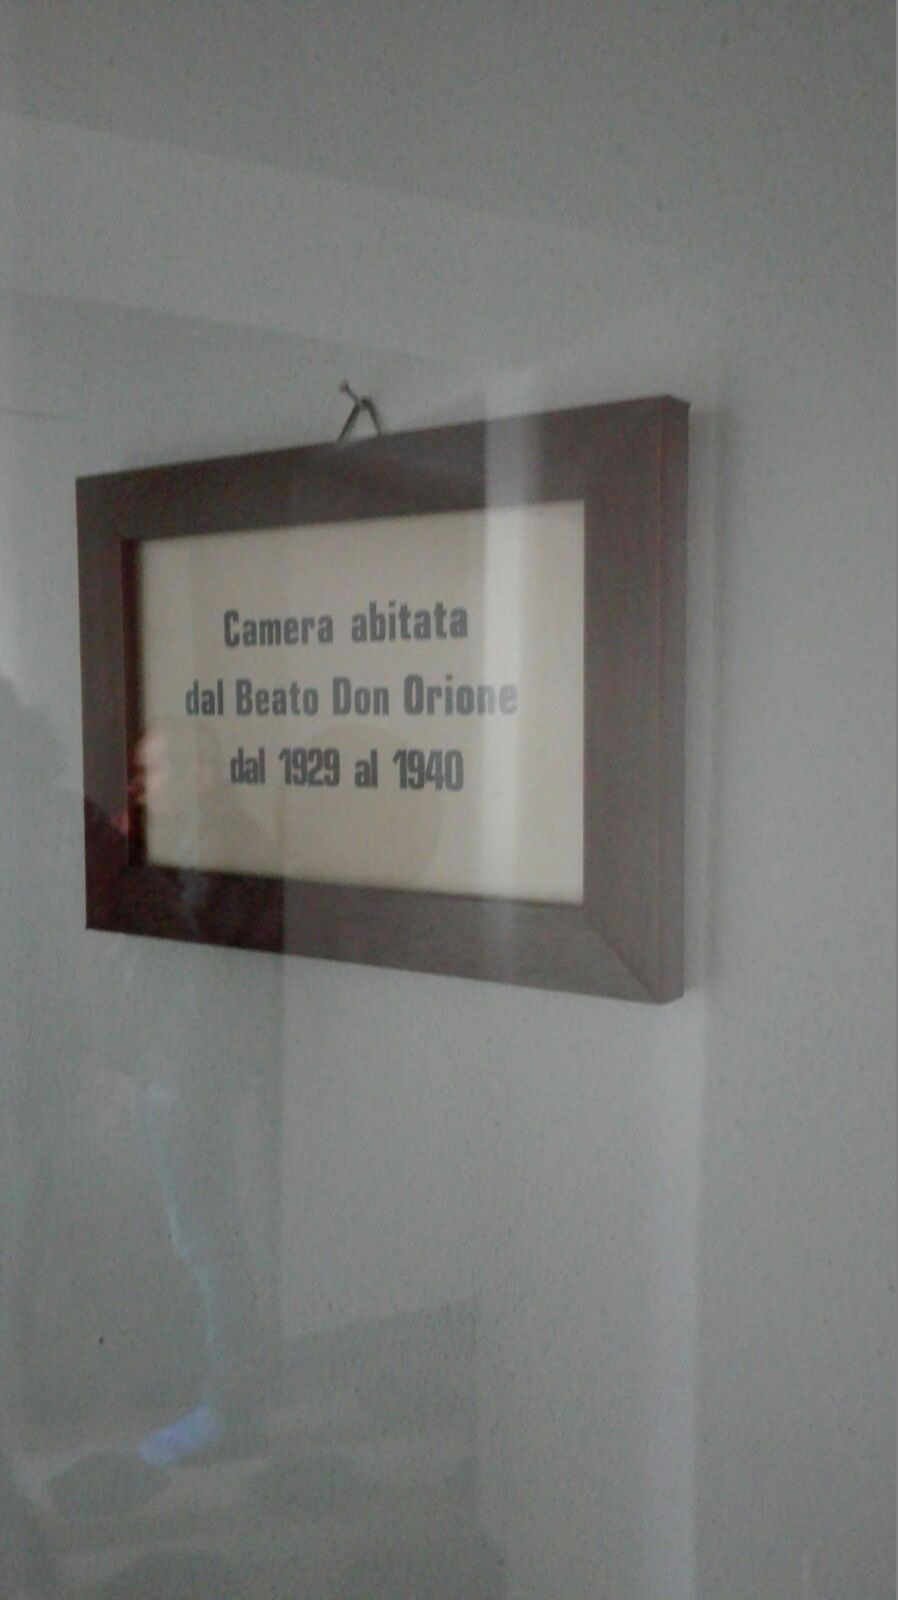 Camera abitata
dal Beato Don Orione
dal 1929 al 1940